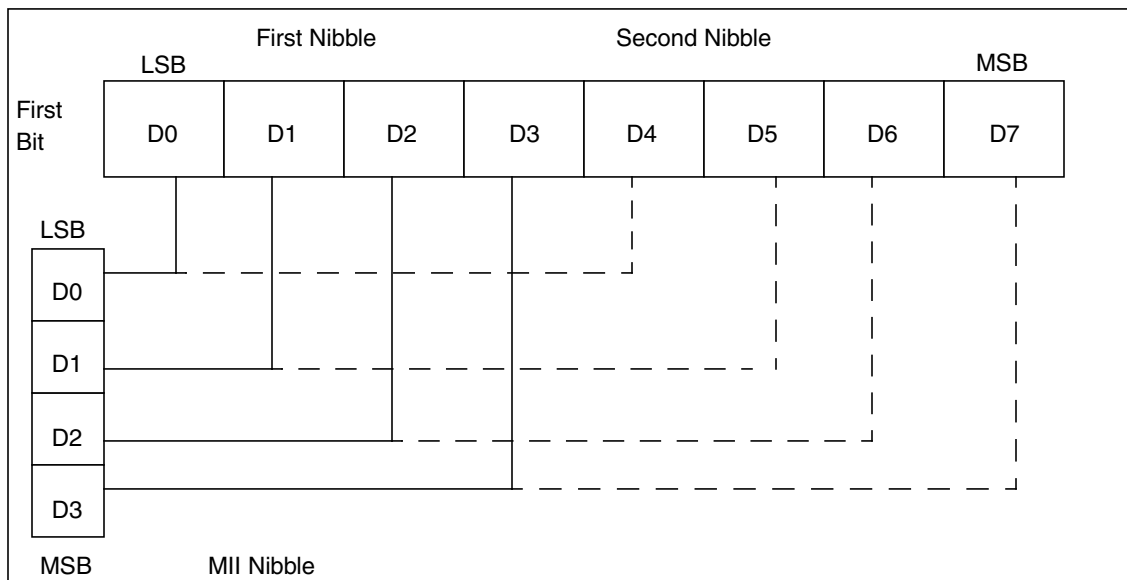 First Nibble Second Nibble
LSB MSB
First
Bit
D0 D1 D2 D3 D4 D5 D6 D7
LSB
D0
D1
D2
D3
MSB MII Nibble